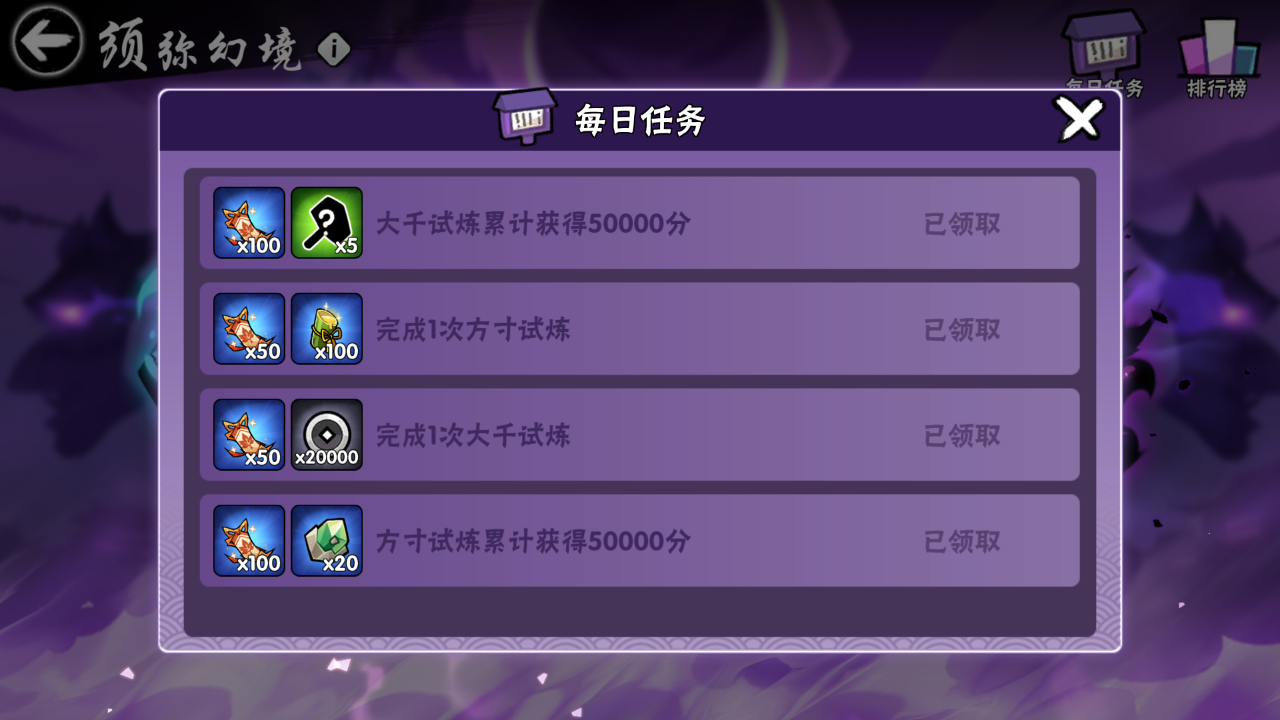 须弥幻境
每日任务
排行榜
每日任务
x100
x5
大千试炼累计获得50000分
已领取
x50
x100
完成1次方寸试炼
已领取
x50
x20000
完成1次大千试炼
已领取
x100
x20
方寸试炼累计获得50000分
已领取